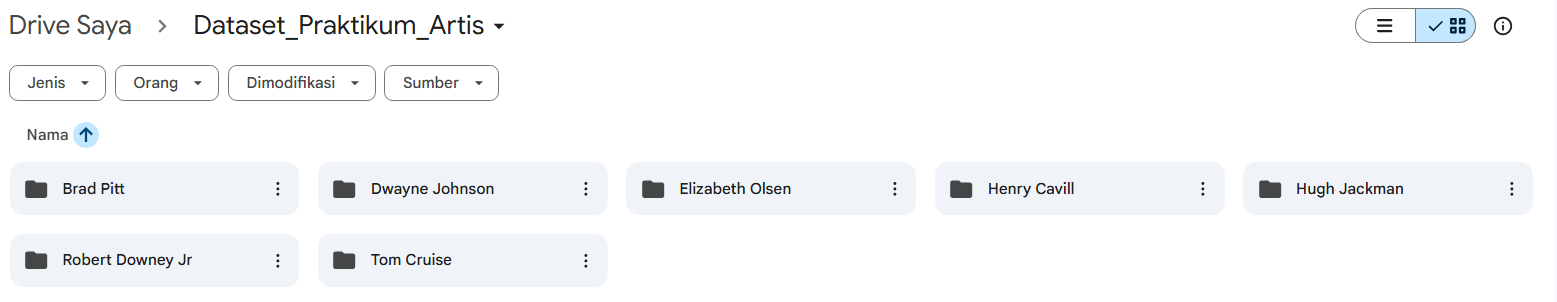 Drive Saya > Dataset_Praktikum_Artis
Jenis Orang Dimodifikasi Sumber
Nama
Brad Pitt Dwayne Johnson Elizabeth Olsen Henry Cavill Hugh Jackman
Robert Downey Jr Tom Cruise